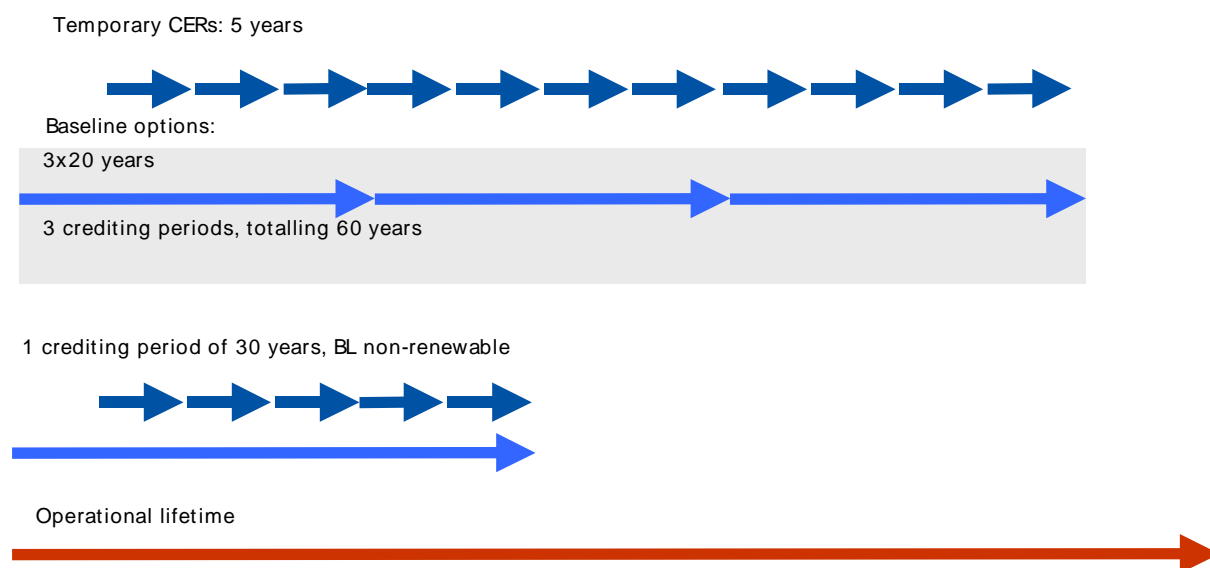 Temporary CERs: 5 years
Baseline options:
3x20 years
3 crediting periods, totalling 60 years
1 crediting period of 30 years, BL non-renewable
Operational lifetime